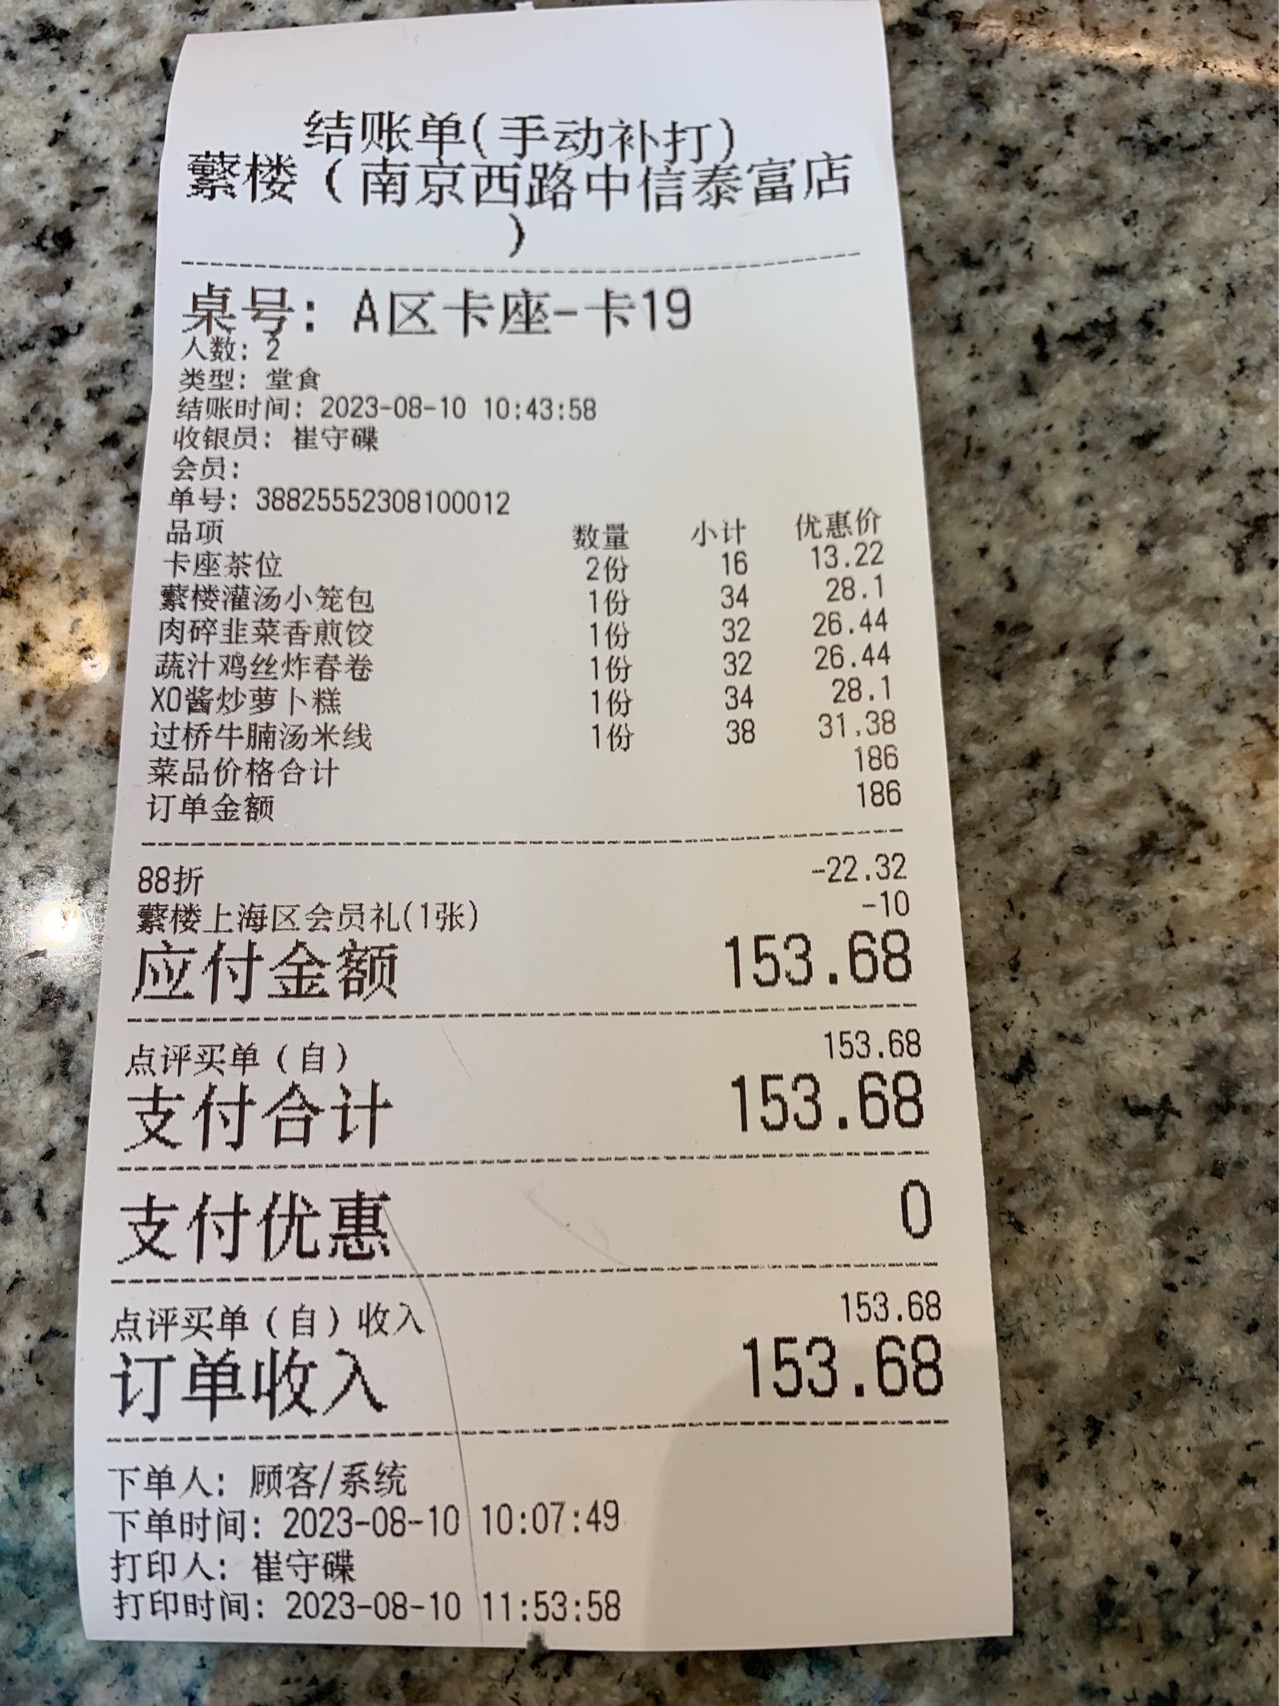 结账单(手动补打)
蘩楼（南京西路中信泰富店
）
桌号: A区卡座-卡19
人数: 2
类型: 堂食
结账时间: 2023-08-10 10:43:58
收银员: 崔守碟
会员:
单号: 38825552308100012
品项 数量 小计 优惠价
卡座茶位 2份 16 13.22
蘩楼灌汤小笼包 1份 34 28.1
肉碎韭菜香煎饺 1份 32 26.44
蔬汁鸡丝炸春卷 1份 32 26.44
XO酱炒萝卜糕 1份 34 28.1
过桥牛腩汤米线 1份 38 31.38
菜品价格合计 186
订单金额 186
88折 -22.32
蘩楼上海区会员礼(1张) -10
应付金额 153.68
点评买单（自） 153.68
支付合计 153.68
支付优惠 0
点评买单（自）收入 153.68
订单收入 153.68
下单人: 顾客/系统
下单时间: 2023-08-10 10:07:49
打印人: 崔守碟
打印时间: 2023-08-10 11:53:58